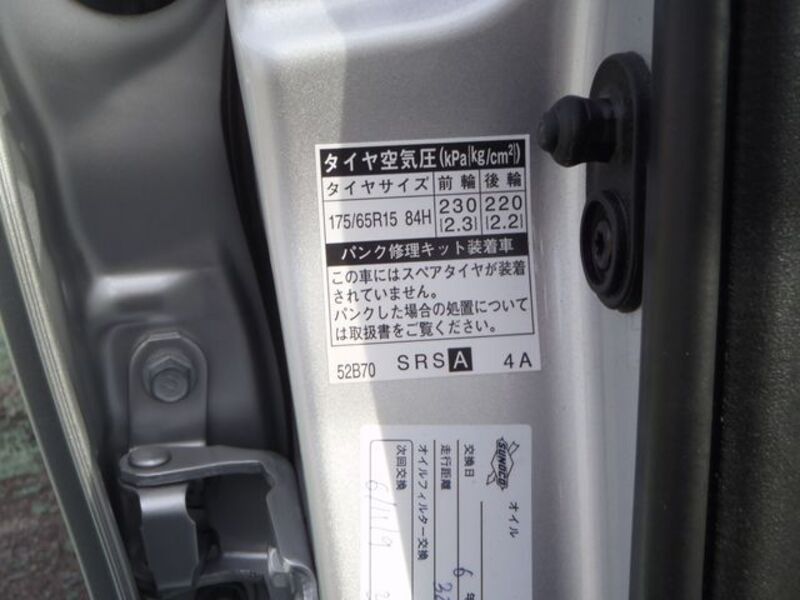 タイヤ空気圧(kPa|kg/cm²|)
タイヤサイズ 前輪 後輪
175/65R15 84H 230 |2.3| 220 |2.2|
パンク修理キット装着車
この車にはスペアタイヤが装着
されていません。
パンクした場合の処置について
は取扱書をご覧ください。
52B70 SRS A 4A
SUNOCO
オイル
交換日 6年
走行距離
オイルフィルター交換
次回交換